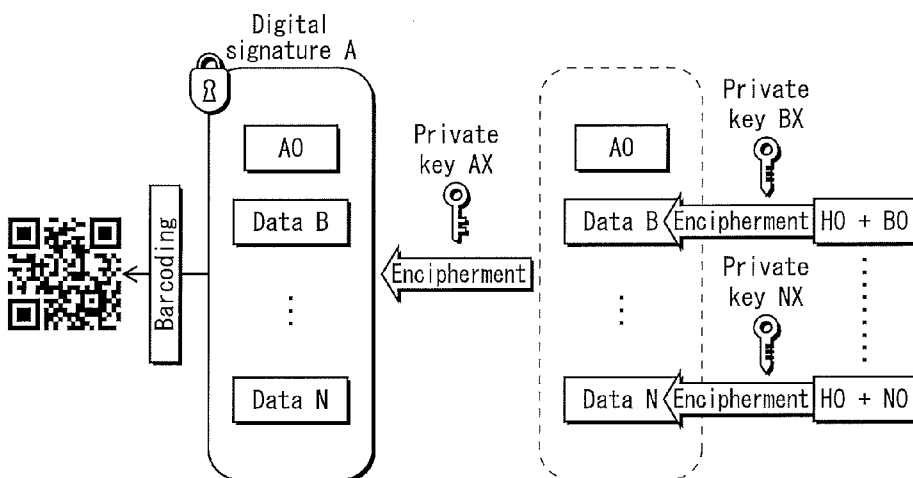 Digital
signature A
A0
Data B
⋮
Data N
Barcoding
Private
key AX
Encipherment
A0
Data B
⋮
Data N
Private
key BX
Encipherment
H0 + B0
Private
key NX
Encipherment
H0 + N0